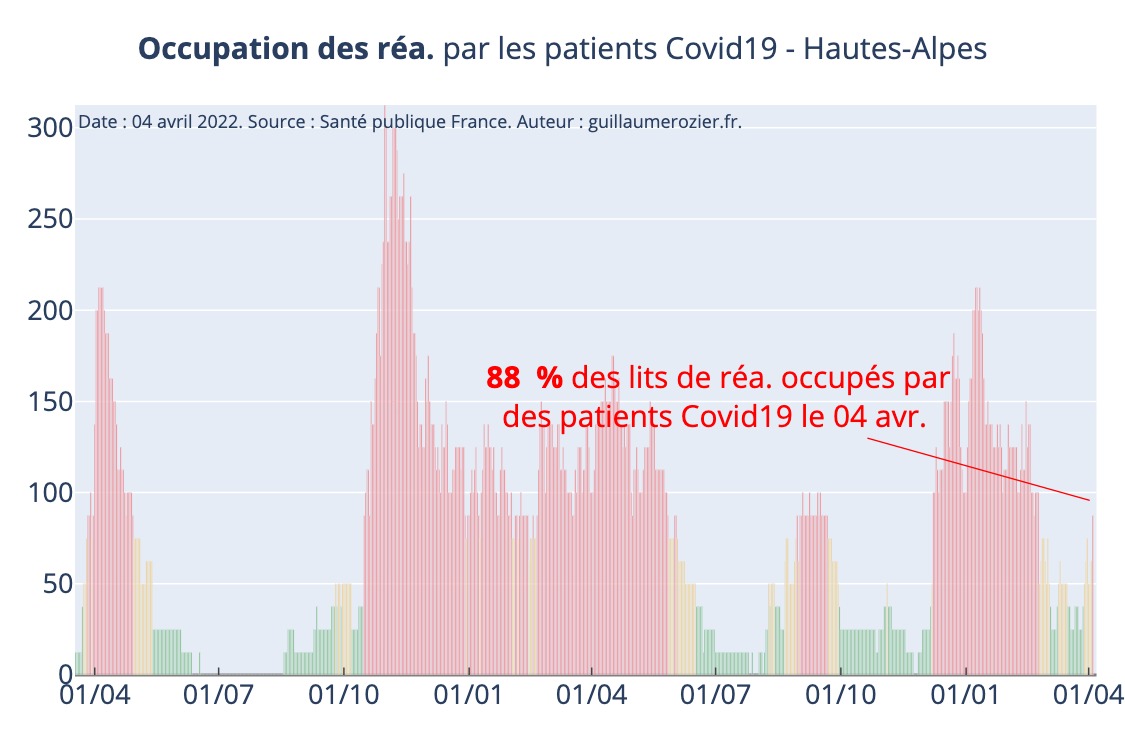 Occupation des réa. par les patients Covid19 - Hautes-Alpes
Date : 04 avril 2022. Source : Santé publique France. Auteur : guillaumerozier.fr.
300
250
200
150
100
50
0
88 % des lits de réa. occupés par
des patients Covid19 le 04 avr.
01/04 01/07 01/10 01/01 01/04 01/07 01/10 01/01 01/04